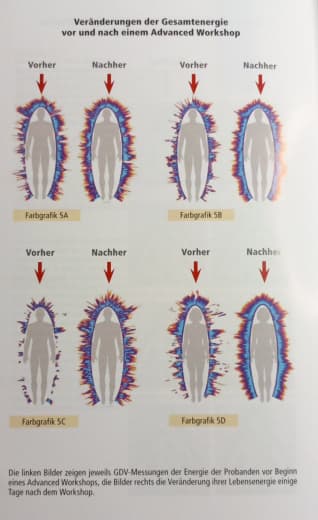 Veränderungen der Gesamtenergie
vor und nach einem Advanced Workshop
Vorher Nachher Vorher Nachher
Farbgrafik 5A Farbgrafik 5B
Vorher Nachher Vorher Nachher
Farbgrafik 5C Farbgrafik 5D
Die linken Bilder zeigen jeweils GDV-Messungen der Energie der Probanden vor Beginn
eines Advanced Workshops, die Bilder rechts die Veränderung ihrer Lebensenergie einige
Tage nach dem Workshop.